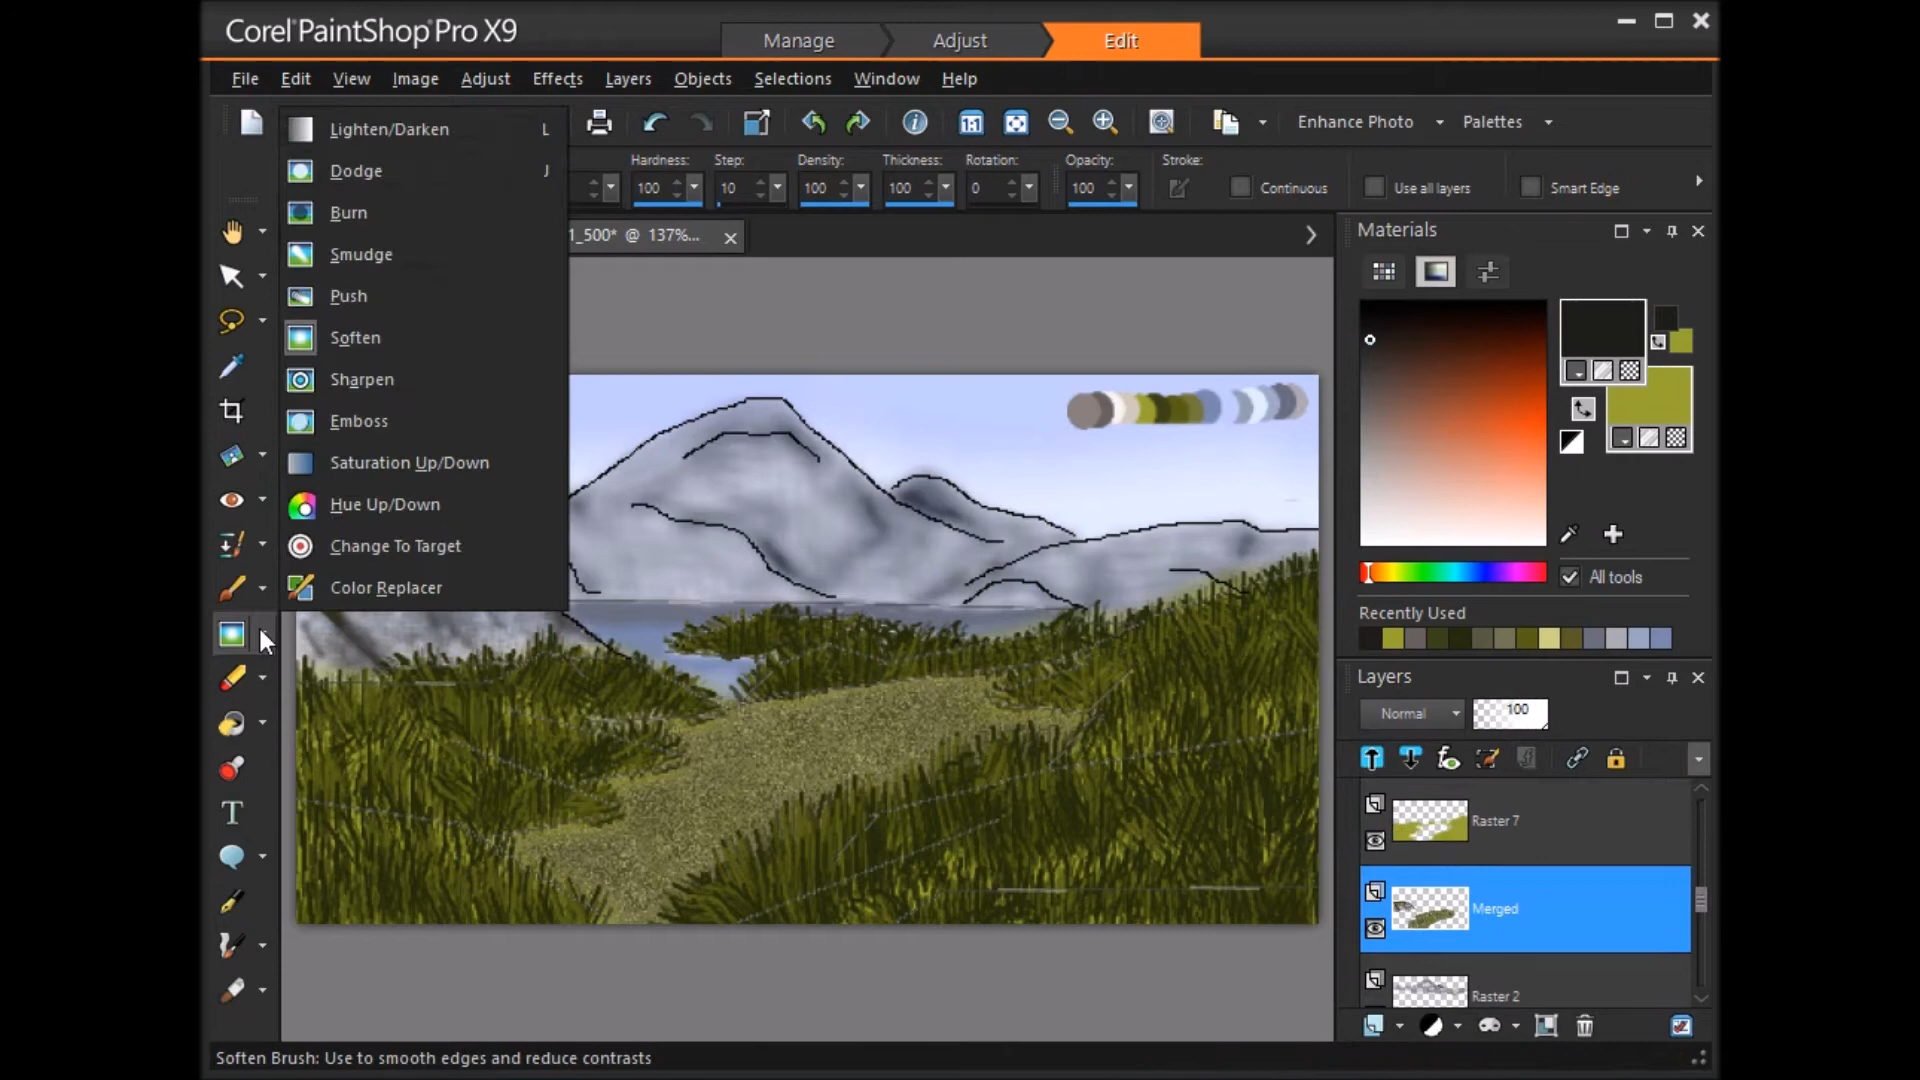 Corel PaintShop Pro X9
Manage
Adjust
Edit
File
Edit
View
Image
Adjust
Effects
Layers
Objects
Selections
Window
Help
Enhance Photo
Palettes
Hardness:
Step:
Density:
Thickness:
Rotation:
Opacity:
Stroke:
100
10
100
100
0
100
Continuous
Use all layers
Smart Edge
1_500* @ 137%...
Lighten/Darken L
Dodge J
Burn
Smudge
Push
Soften
Sharpen
Emboss
Saturation Up/Down
Hue Up/Down
Change To Target
Color Replacer
Materials
All tools
Recently Used
Layers
Normal
100
Raster 7
Merged
Raster 2
Soften Brush: Use to smooth edges and reduce contrasts